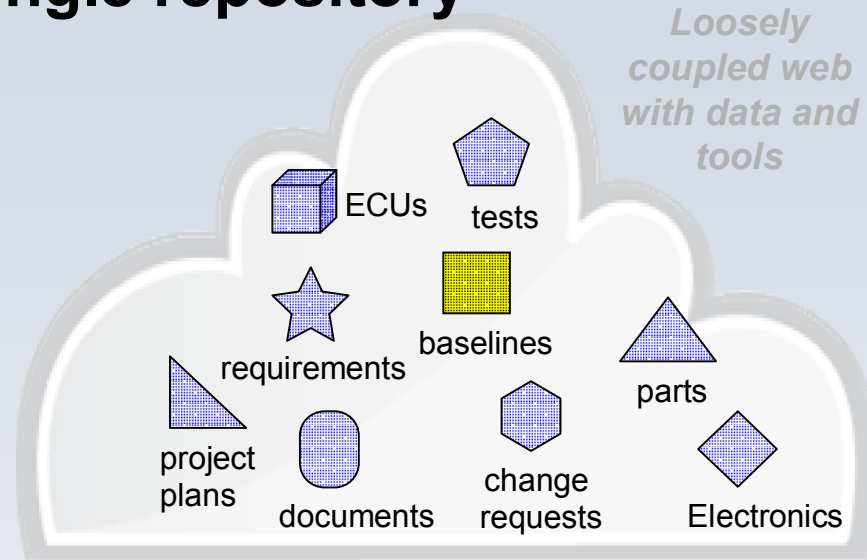 repository
Loosely
coupled web
with data and
tools
ECUs
tests
baselines
requirements
parts
project
plans
documents
change
requests
Electronics